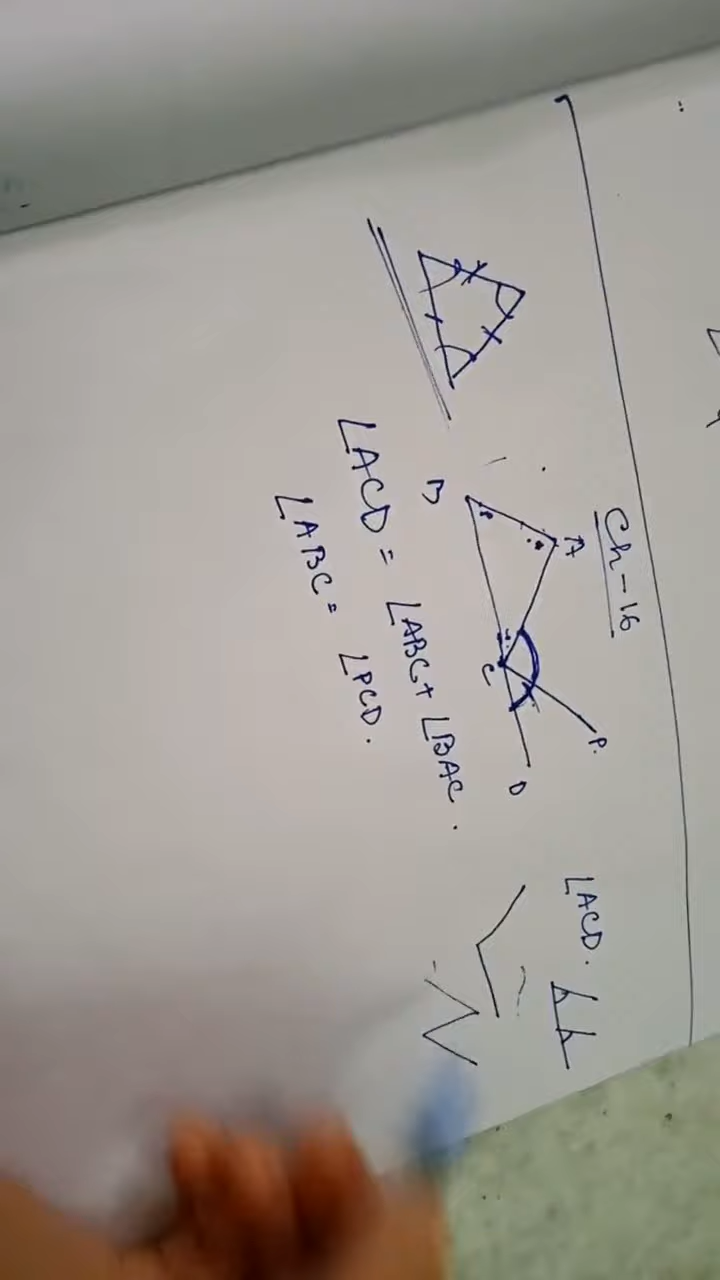 Ch-16
A
B
C
D
P.
∠ACD.
∠ACD = ∠ABC + ∠BAC.
∠ABC = ∠PCD.